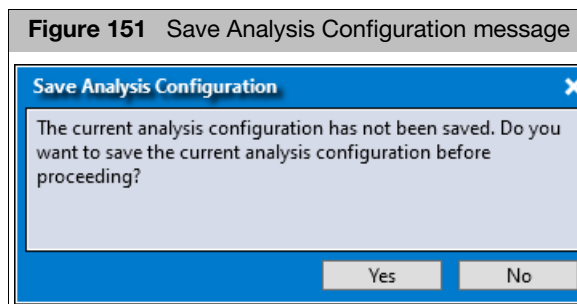 Figure 151 Save Analysis Configuration message
Save Analysis Configuration
The current analysis configuration has not been saved. Do you
want to save the current analysis configuration before
proceeding?
Yes No